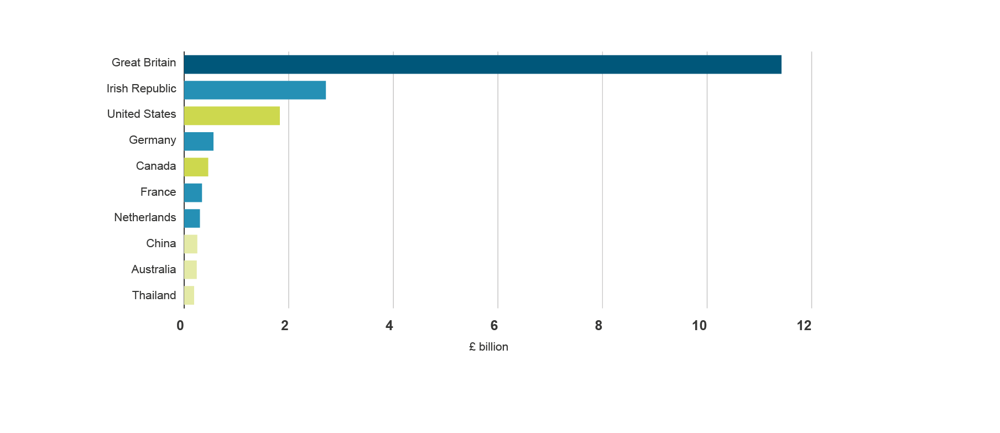 Great Britain
Irish Republic
United States
Germany
Canada
France
Netherlands
China
Australia
Thailand
0 2 4 6 8 10 12
£ billion